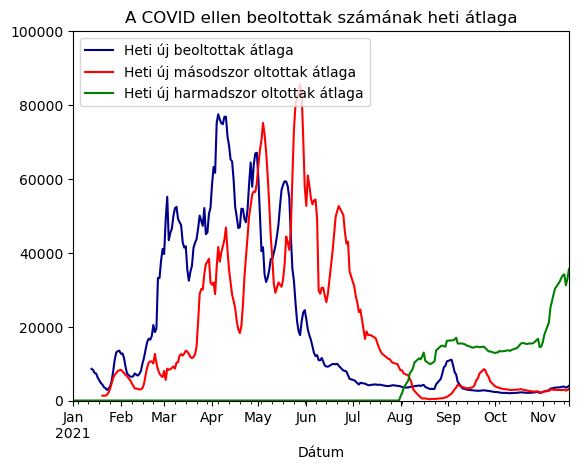 A COVID ellen beoltottak számának heti átlaga
100000
80000
60000
40000
20000
0
Heti új beoltottak átlaga
Heti új másodszor oltottak átlaga
Heti új harmadszor oltottak átlaga
Jan Feb Mar Apr May Jun Jul Aug Sep Oct Nov
2021
Dátum